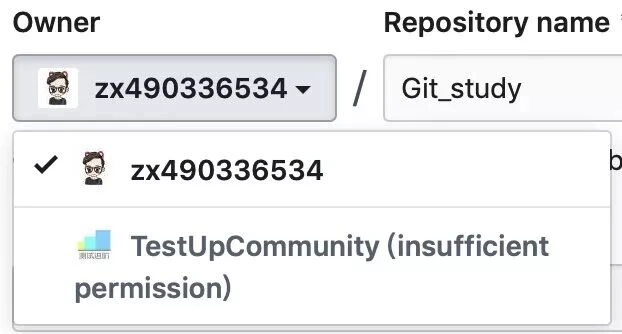 Owner
Repository name
zx490336534 / Git_study
zx490336534
b
TestUpCommunity (insufficient
permission)